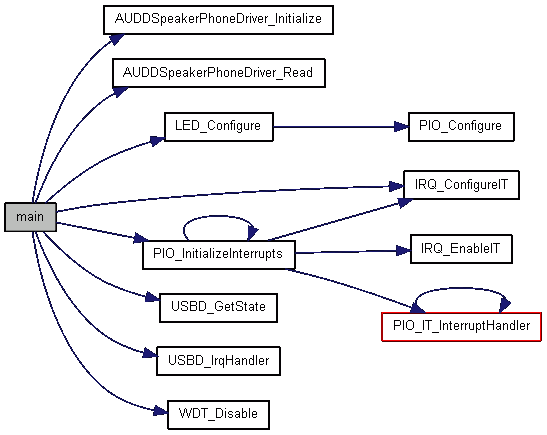 AUDDSpeakerPhoneDriver_Initialize
AUDDSpeakerPhoneDriver_Read
LED_Configure
PIO_Configure
IRQ_ConfigureIT
main
PIO_InitializeInterrupts
IRQ_EnableIT
USBD_GetState
PIO_IT_InterruptHandler
USBD_IrqHandler
WDT_Disable